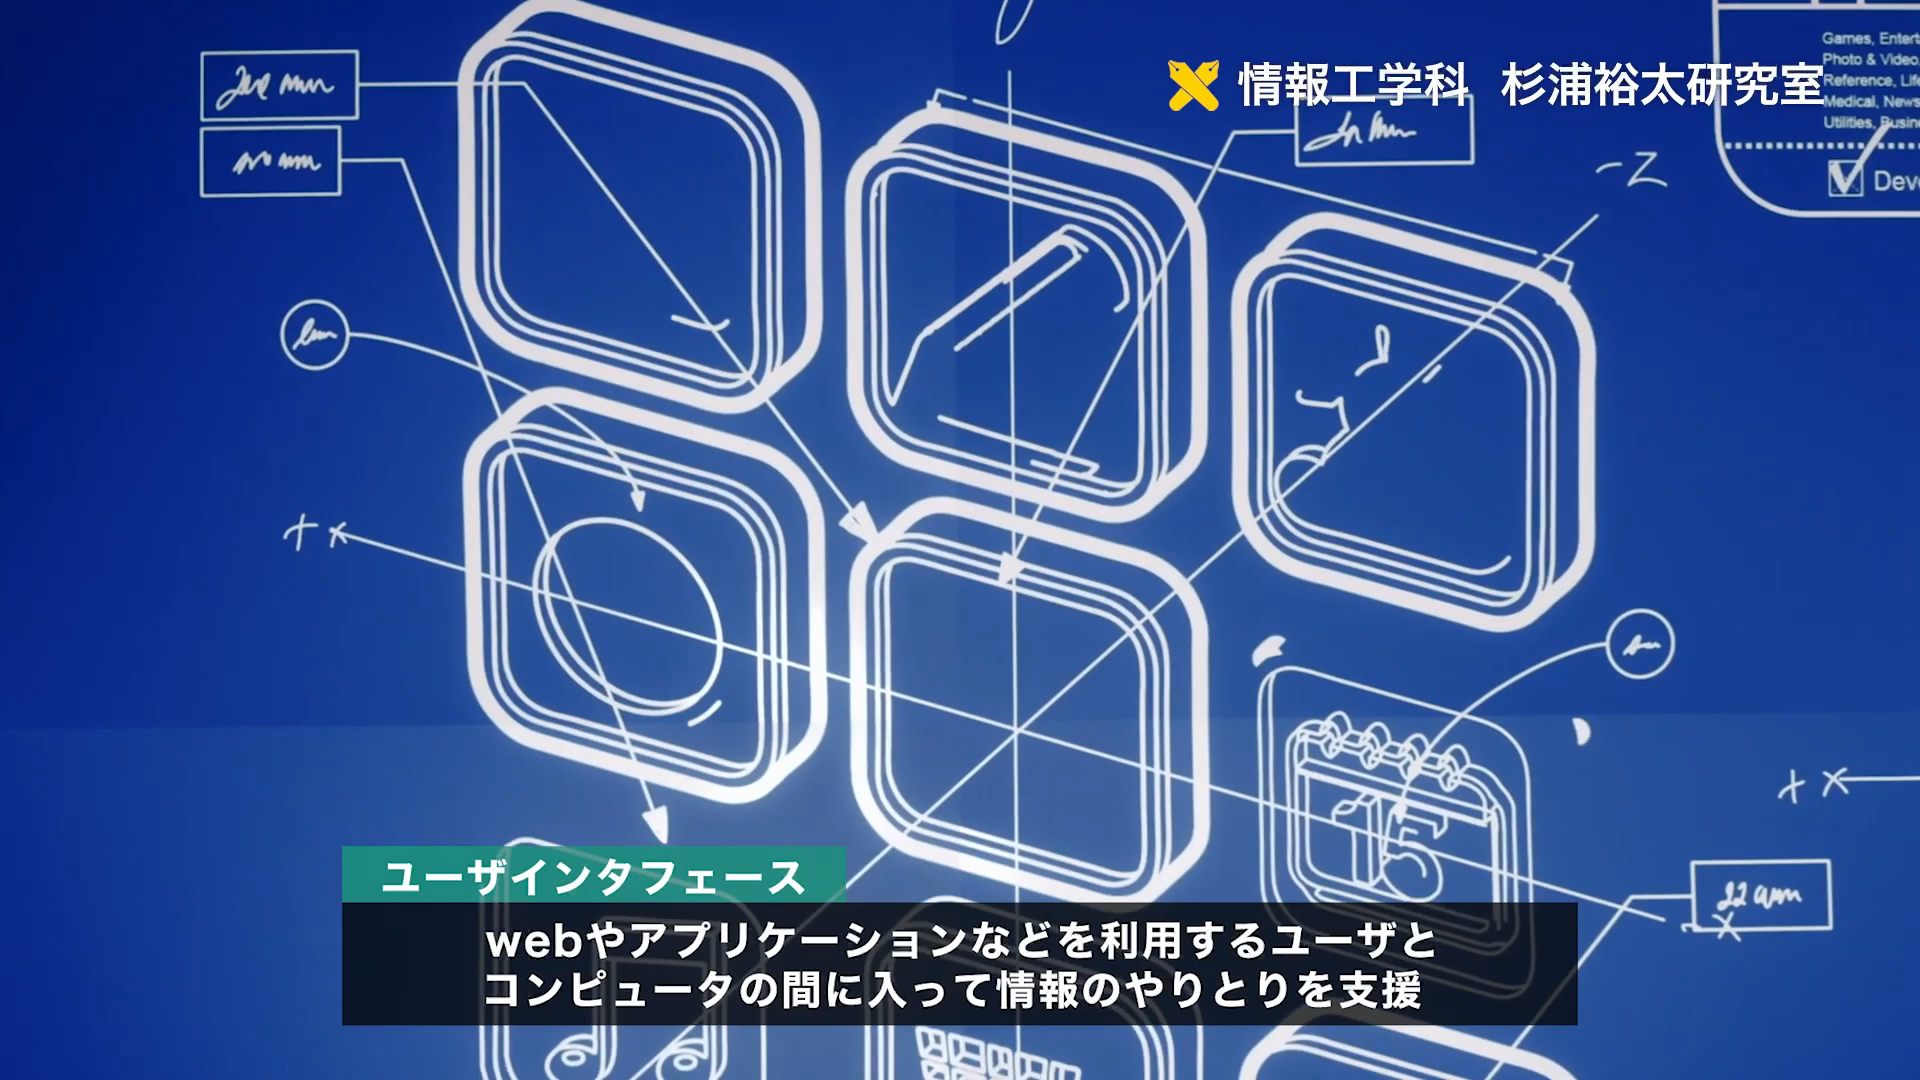 情報工学科 杉浦裕太研究室
Games, Entert
Photo & Video,
Reference, Life
Medical, News
Utilities, Busine
Deve
-Z
+ x
+ x
-x
15
ユーザインタフェース
webやアプリケーションなどを利用するユーザと
コンピュータの間に入って情報のやりとりを支援